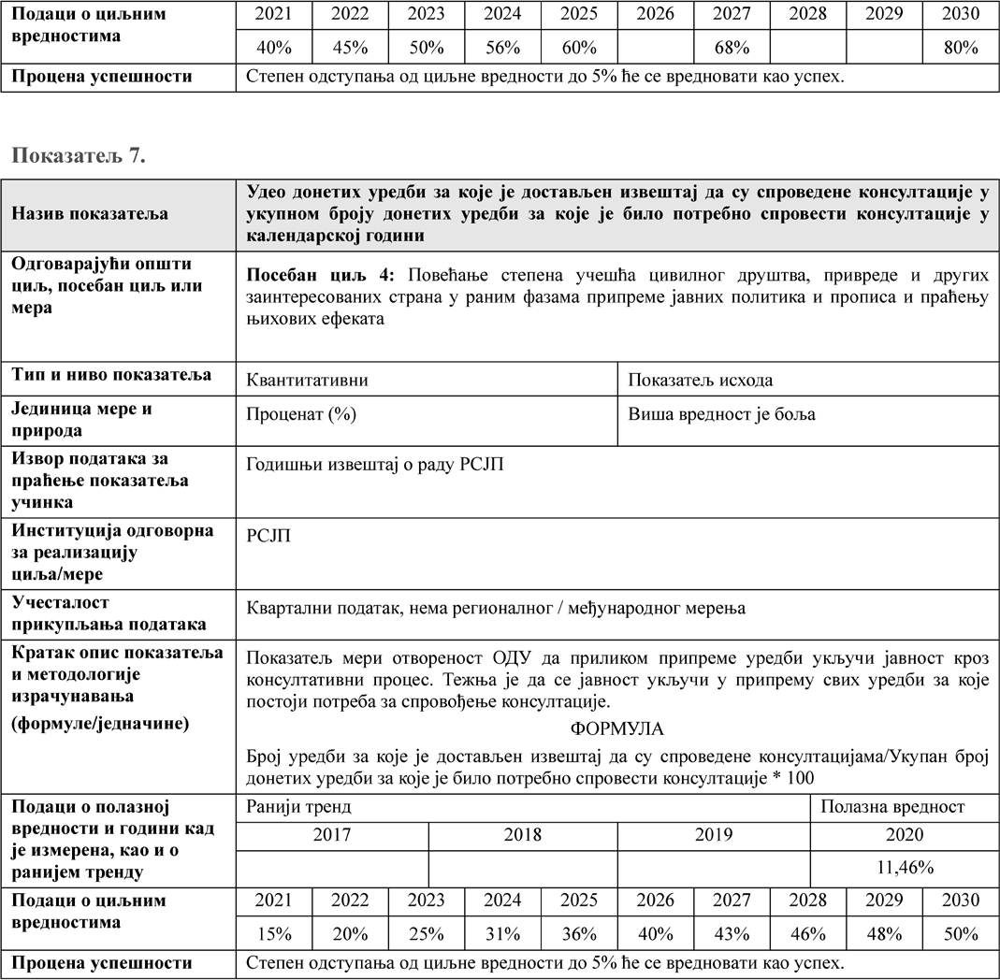 Подаци о циљним 2021 2022 2023 2024 2025 2026 2027 2028 2029 2030
вредностима 40% 45% 50% 56% 60% 68% 80%
Процена успешности Степен одступања од циљне вредности до 5% ће се вредновати као успех.
Показатељ 7.
Назив показатеља
Удео донетих уредби за које је достављен извештај да су спроведене консултације у
укупном броју донетих уредби за које је било потребно спровести консултације у
календарској години
Одговарајући општи
циљ, посебан циљ или
мера
Посебан циљ 4: Повећање степена учешћа цивилног друштва, привреде и других
заинтересованих страна у раним фазама припреме јавних политика и прописа и праћењу
њихових ефеката
Тип и ниво показатеља Квантитативни Показатељ исхода
Јединица мере и
природа
Проценат (%) Виша вредност је боља
Извор података за
праћење показатеља
учинка
Годишњи извештај о раду РСЈП
Институција одговорна
за реализацију
циља/мере
РСЈП
Учесталост
прикупљања података
Квартални податак, нема регионалног / међународног мерења
Кратак опис показатеља
и методологије
израчунавања
(формуле/једначине)
Показатељ мери отвореност ОДУ да приликом припреме уредби укључи јавност кроз
консултативни процес. Тежња је да се јавност укључи у припрему свих уредби за које
постоји потреба за спровођење консултације.
ФОРМУЛА
Број уредби за које је достављен извештај да су спроведене консултацијама/Укупан број
донетих уредби за које је било потребно спровести консултације * 100
Подаци о полазној
вредности и години кад
је измерена, као и о
ранијем тренду
Ранији тренд Полазна вредност
2017 2018 2019 2020
11,46%
Подаци о циљним
вредностима
2021 2022 2023 2024 2025 2026 2027 2028 2029 2030
15% 20% 25% 31% 36% 40% 43% 46% 48% 50%
Процена успешности Степен одступања од циљне вредности до 5% ће се вредновати као успех.